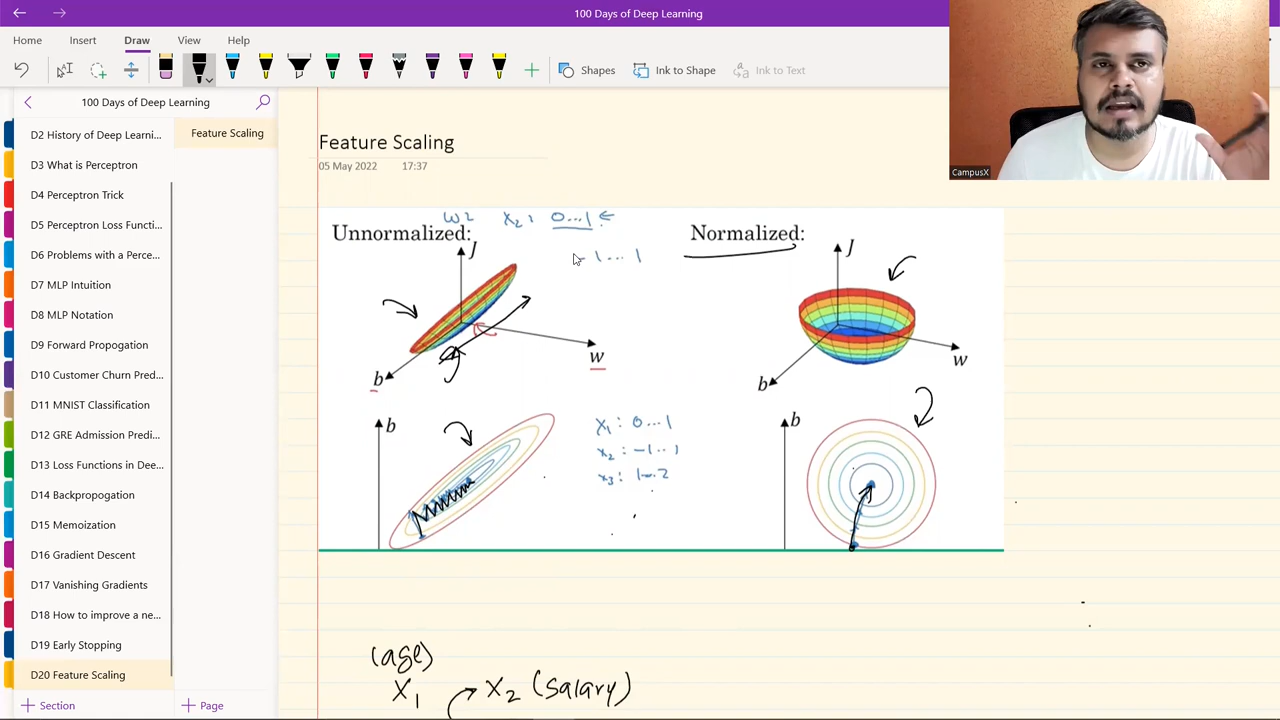 100 Days of Deep Learning
Home Insert Draw View Help
Shapes Ink to Shape Ink to Text
100 Days of Deep Learning
D2 History of Deep Learni...
D3 What is Perceptron
D4 Perceptron Trick
D5 Perceptron Loss Functi...
D6 Problems with a Perce...
D7 MLP Intuition
D8 MLP Notation
D9 Forward Propogation
D10 Customer Churn Pred...
D11 MNIST Classification
D12 GRE Admission Predi...
D13 Loss Functions in Dee...
D14 Backpropogation
D15 Memoization
D16 Gradient Descent
D17 Vanishing Gradients
D18 How to improve a ne...
D19 Early Stopping
D20 Feature Scaling
Section
Page
Feature Scaling
Feature Scaling
05 May 2022 17:37
CampusX
w2 x2: 0...1
Unnormalized:
-1...1
J
w
b
b
x1: 0...1
x2: -1...1
x3: 1...2
Normalized:
J
w
b
b
(age)
X1 X2 (salary)